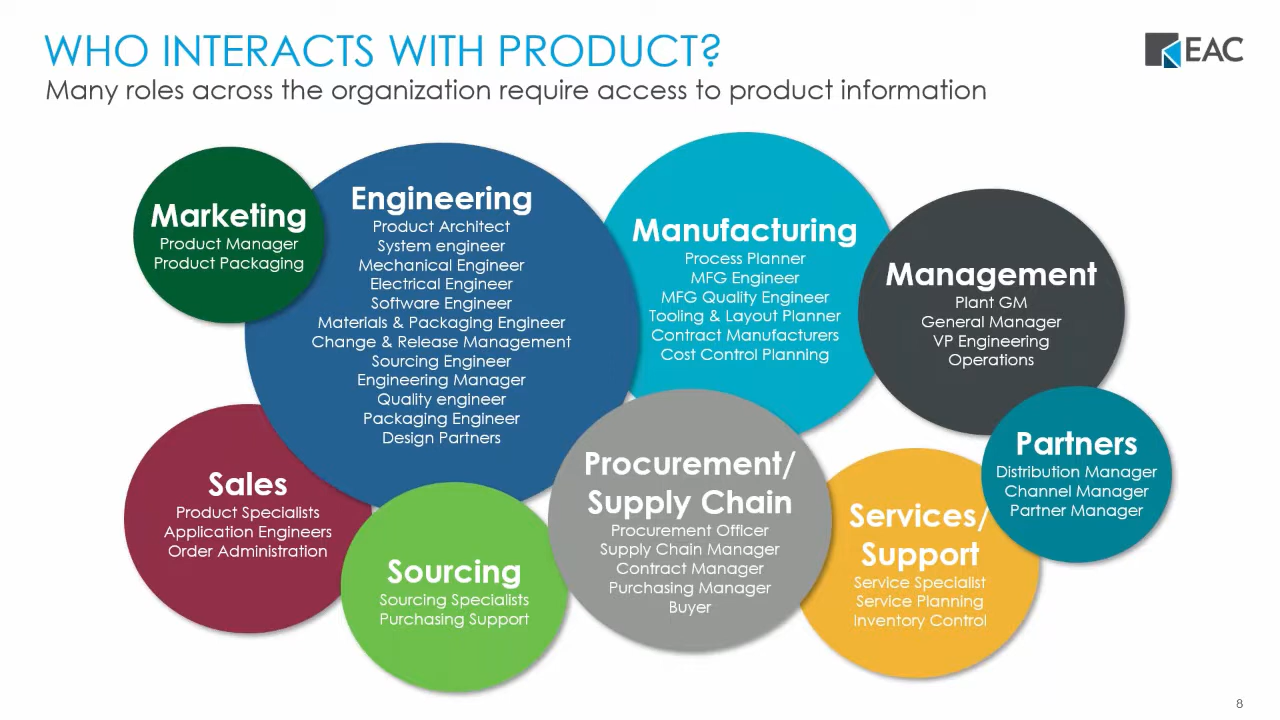 WHO INTERACTS WITH PRODUCT?
Many roles across the organization require access to product information
EAC
Marketing
Product Manager
Product Packaging
Engineering
Product Architect
System engineer
Mechanical Engineer
Electrical Engineer
Software Engineer
Materials & Packaging Engineer
Change & Release Management
Sourcing Engineer
Engineering Manager
Quality engineer
Packaging Engineer
Design Partners
Manufacturing
Process Planner
MFG Engineer
MFG Quality Engineer
Tooling & Layout Planner
Contract Manufacturers
Cost Control Planning
Management
Plant GM
General Manager
VP Engineering
Operations
Sales
Product Specialists
Application Engineers
Order Administration
Sourcing
Sourcing Specialists
Purchasing Support
Procurement/
Supply Chain
Procurement Officer
Supply Chain Manager
Contract Manager
Purchasing Manager
Buyer
Services/
Support
Service Specialist
Service Planning
Inventory Control
Partners
Distribution Manager
Channel Manager
Partner Manager
8